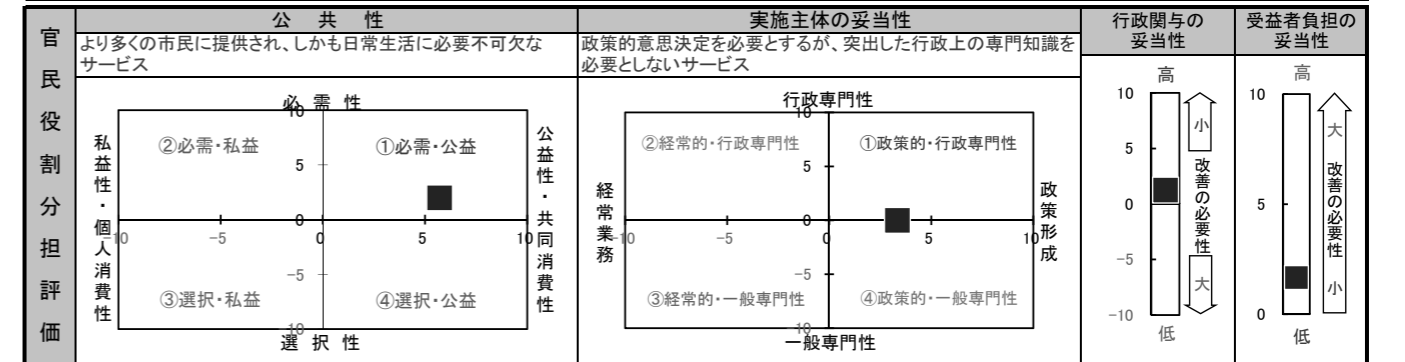 官民役割分担評価
公共性
より多くの市民に提供され、しかも日常生活に必要不可欠な
サービス
必需性
10
②必需・私益
①必需・公益
5
私益性・個人消費性
公益性・共同消費性
0
-10
-5
0
5
10
-5
③選択・私益
④選択・公益
-10
選択性
実施主体の妥当性
政策的意思決定を必要とするが、突出した行政上の専門知識を
必要としないサービス
行政専門性
10
②経常的・行政専門性
①政策的・行政専門性
5
経常業務
政策形成
0
-10
-5
0
5
10
-5
③経常的・一般専門性
④政策的・一般専門性
-10
一般専門性
行政関与の
妥当性
高
10
5
0
-5
-10
低
小
改善の必要性
大
受益者負担の
妥当性
高
10
5
0
低
大
改善の必要性
小